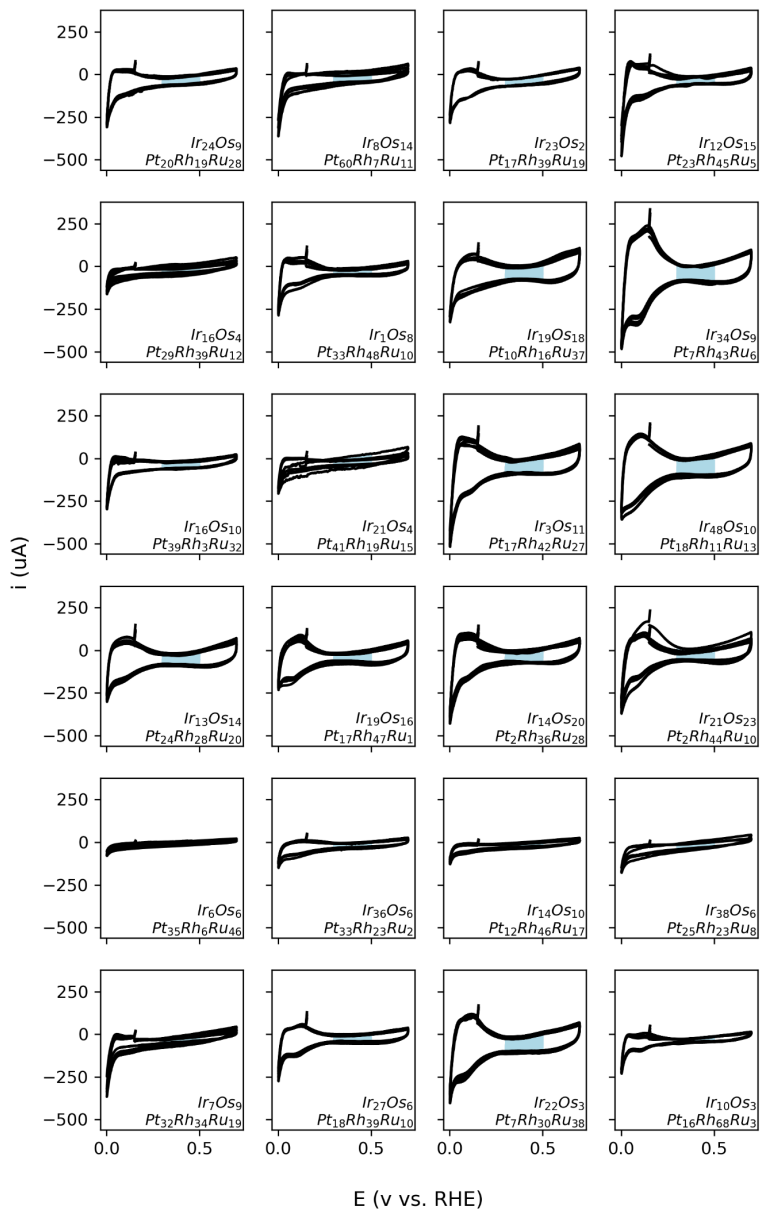 250
0
−250
−500
Ir₂₄Os₉
Pt₂₀Rh₁₉Ru₂₈
Ir₈Os₁₄
Pt₆₀Rh₇Ru₁₁
Ir₂₃Os₂
Pt₁₇Rh₃₉Ru₁₉
Ir₁₂Os₁₅
Pt₂₃Rh₄₅Ru₅
250
0
−250
−500
Ir₁₆Os₄
Pt₂₉Rh₃₉Ru₁₂
Ir₁Os₈
Pt₃₃Rh₄₈Ru₁₀
Ir₁₉Os₁₈
Pt₁₀Rh₁₆Ru₃₇
Ir₃₄Os₉
Pt₇Rh₄₃Ru₆
250
0
−250
−500
Ir₁₆Os₁₀
Pt₃₉Rh₃Ru₃₂
Ir₂₁Os₄
Pt₄₁Rh₁₉Ru₁₅
Ir₃Os₁₁
Pt₁₇Rh₄₂Ru₂₇
Ir₄₈Os₁₀
Pt₁₈Rh₁₁Ru₁₃
i (uA)
250
0
−250
−500
Ir₁₃Os₁₄
Pt₂₄Rh₂₈Ru₂₀
Ir₁₉Os₁₆
Pt₁₇Rh₄₇Ru₁
Ir₁₄Os₂₀
Pt₂Rh₃₆Ru₂₈
Ir₂₁Os₂₃
Pt₂Rh₄₄Ru₁₀
250
0
−250
−500
Ir₆Os₆
Pt₃₅Rh₆Ru₄₆
Ir₃₆Os₆
Pt₃₃Rh₂₃Ru₂
Ir₁₄Os₁₀
Pt₁₂Rh₄₆Ru₁₇
Ir₃₈Os₆
Pt₂₅Rh₂₃Ru₈
250
0
−250
−500
Ir₇Os₉
Pt₃₂Rh₃₄Ru₁₉
Ir₂₇Os₆
Pt₁₈Rh₃₉Ru₁₀
Ir₂₂Os₃
Pt₇Rh₃₀Ru₃₈
Ir₁₀Os₃
Pt₁₆Rh₆₈Ru₃
0.0 0.5 0.0 0.5 0.0 0.5 0.0 0.5
E (v vs. RHE)